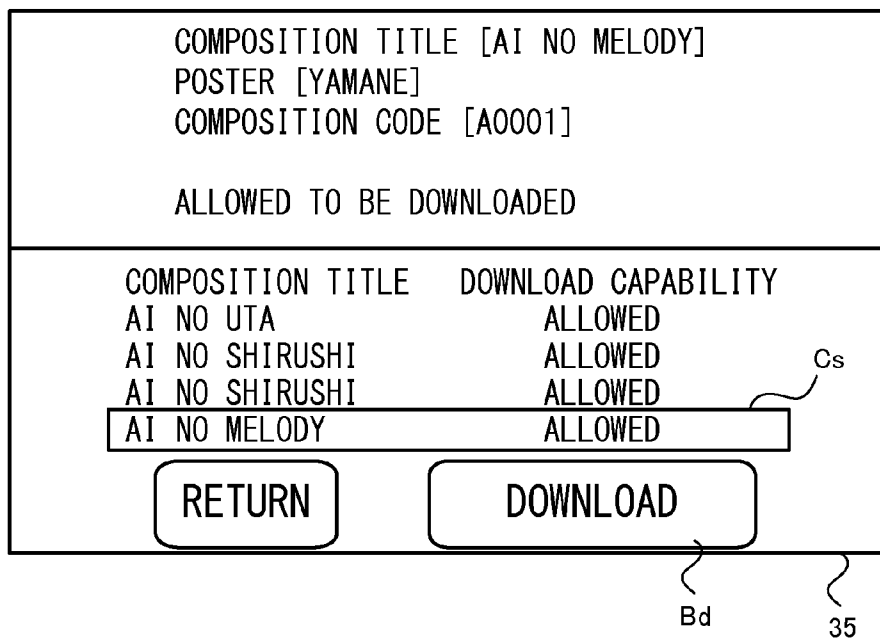 COMPOSITION TITLE [AI NO MELODY]
POSTER [YAMANE]
COMPOSITION CODE [A0001]
ALLOWED TO BE DOWNLOADED
COMPOSITION TITLE DOWNLOAD CAPABILITY
AI NO UTA ALLOWED
AI NO SHIRUSHI ALLOWED
AI NO SHIRUSHI ALLOWED
Cs
AI NO MELODY ALLOWED
RETURN DOWNLOAD
Bd
35